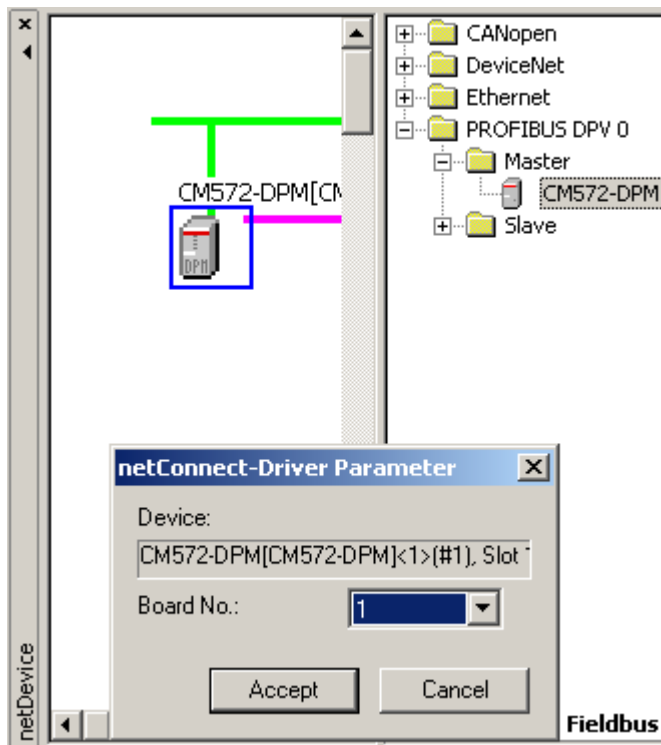 CANopen
DeviceNet
Ethernet
PROFIBUS DPV 0
Master
CM572-DPM
Slave
CM572-DPM[CM
DPM
netConnect-Driver Parameter
Device:
CM572-DPM[CM572-DPM]<1>(#1), Slot
Board No.:
1
Accept
Cancel
netDevice
Fieldbus